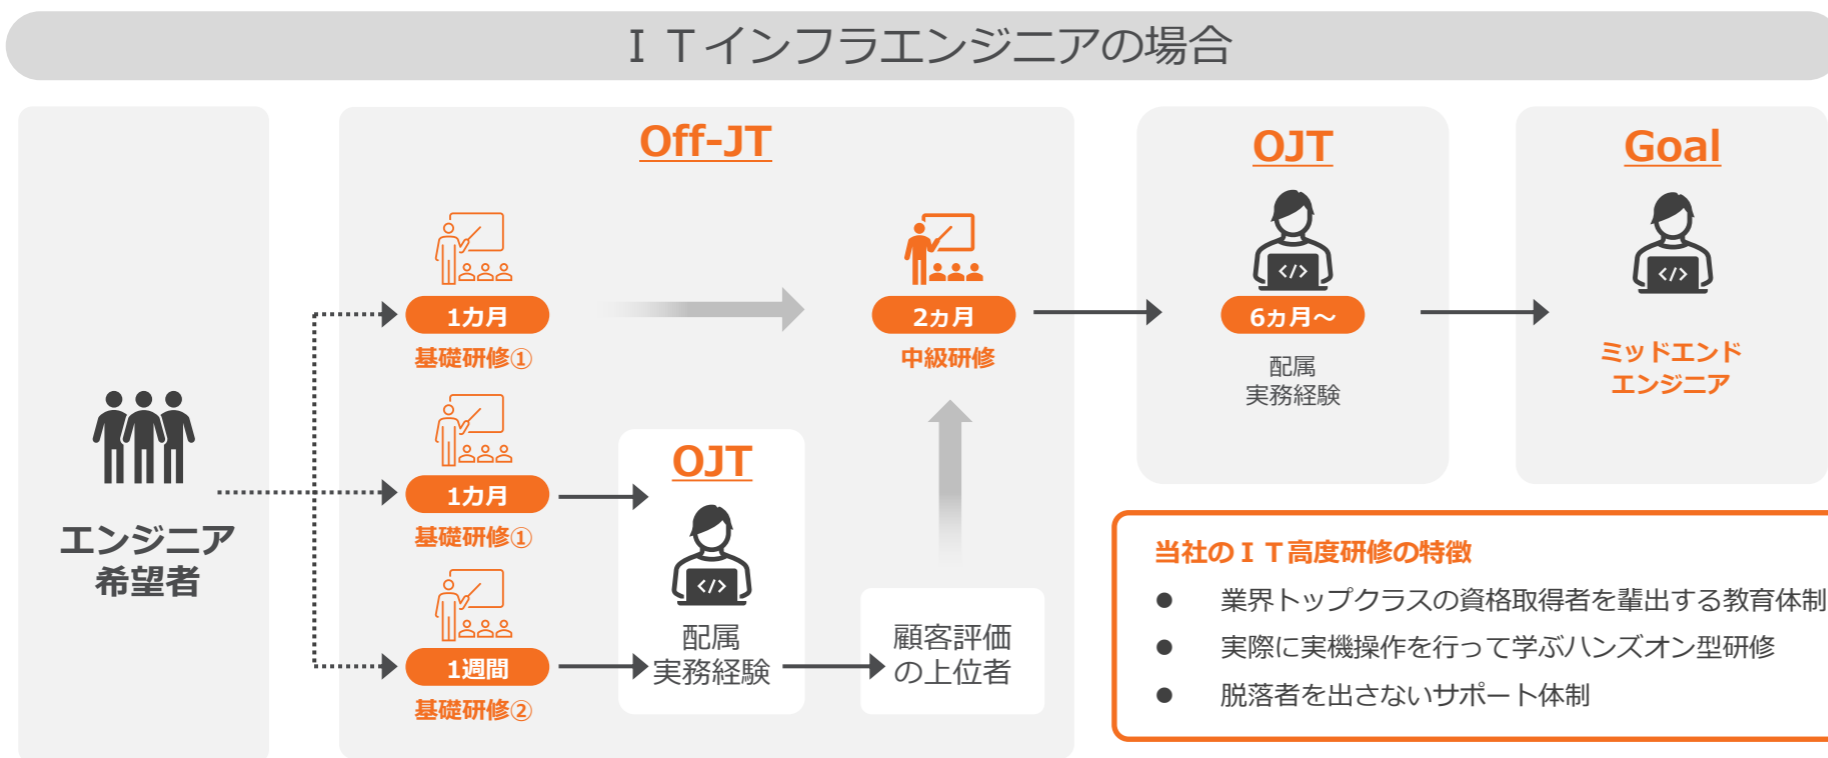 ＩＴインフラエンジニアの場合
エンジニア
希望者
Off-JT
1カ月
基礎研修①
1カ月
基礎研修①
1週間
基礎研修②
OJT
</>
配属
実務経験
顧客評価
の上位者
2ヵ月
中級研修
OJT
</>
6ヵ月～
配属
実務経験
Goal
</>
ミッドエンド
エンジニア
当社のＩＴ高度研修の特徴
● 業界トップクラスの資格取得者を輩出する教育体制
● 実際に実機操作を行って学ぶハンズオン型研修
● 脱落者を出さないサポート体制